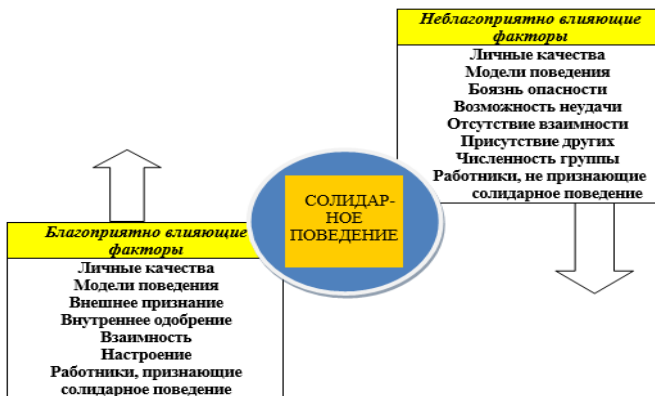 Неблагоприятно влияющие
факторы
Личные качества
Модели поведения
Боязнь опасности
Возможность неудачи
Отсутствие взаимности
Присутствие других
Численность группы
Работники, не признающие
солидарное поведение
СОЛИДАР-
НОЕ
ПОВЕДЕНИЕ
Благоприятно влияющие
факторы
Личные качества
Модели поведения
Внешнее признание
Внутреннее одобрение
Взаимность
Настроение
Работники, признающие
солидарное поведение